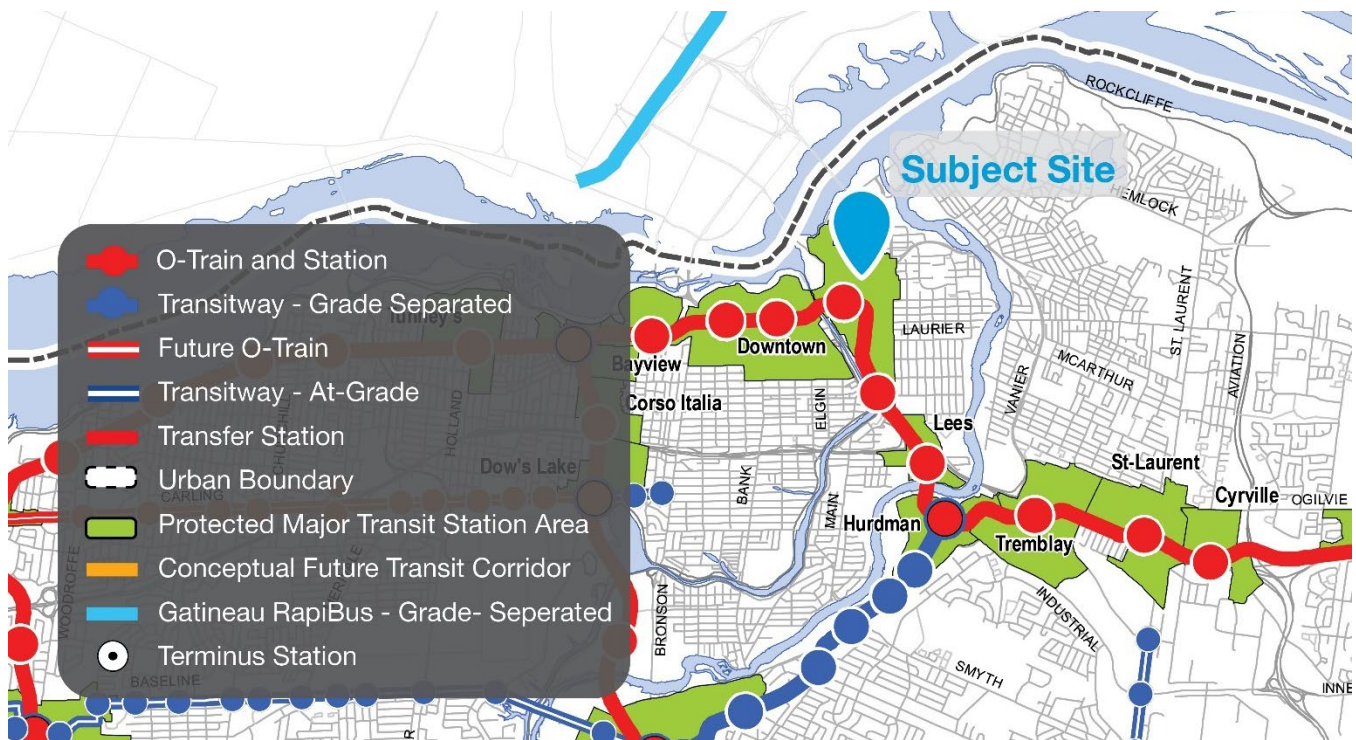 ROCKCLIFFE
Subject Site
HEMLOCK
O-Train and Station
Transitway - Grade Separated
Tunney's
Future O-Train
Transitway - At-Grade
Transfer Station
Urban Boundary
Protected Major Transit Station Area
Conceptual Future Transit Corridor
Gatineau RapiBus - Grade- Seperated
Terminus Station
CHURCHILL
HOLLAND
Dow's Lake
CARLING
WOODROFFE
BASELINE
Bayview
Downtown
Corso Italia
LAURIER
ST. LAURENT
MCARTHUR
AVIATION
VANIER
ELGIN
Lees
BANK
MAIN
St-Laurent
Cyrville
OGILVIE
Hurdman
Tremblay
BRONSON
INDUSTRIAL
SMYTH